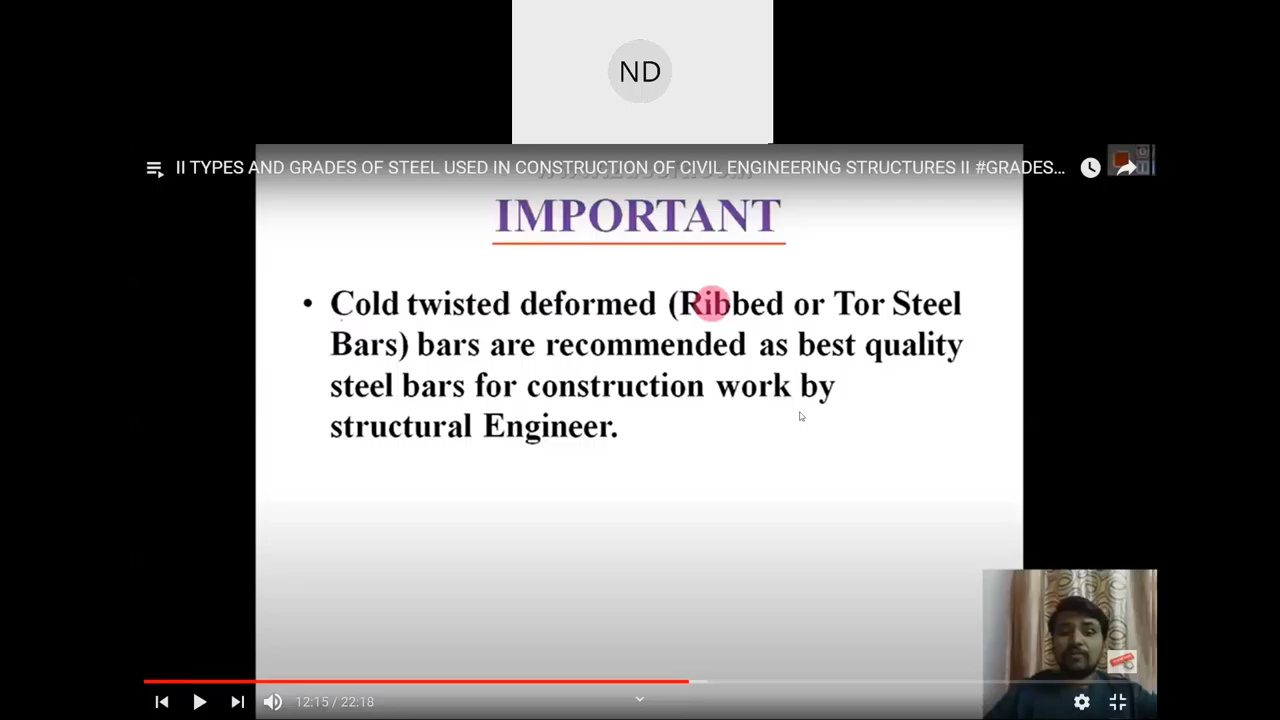 ND
II TYPES AND GRADES OF STEEL USED IN CONSTRUCTION OF CIVIL ENGINEERING STRUCTURES II #GRADES...
IMPORTANT
• Cold twisted deformed (Ribbed or Tor Steel
Bars) bars are recommended as best quality
steel bars for construction work by
structural Engineer.
12:15 / 22:18